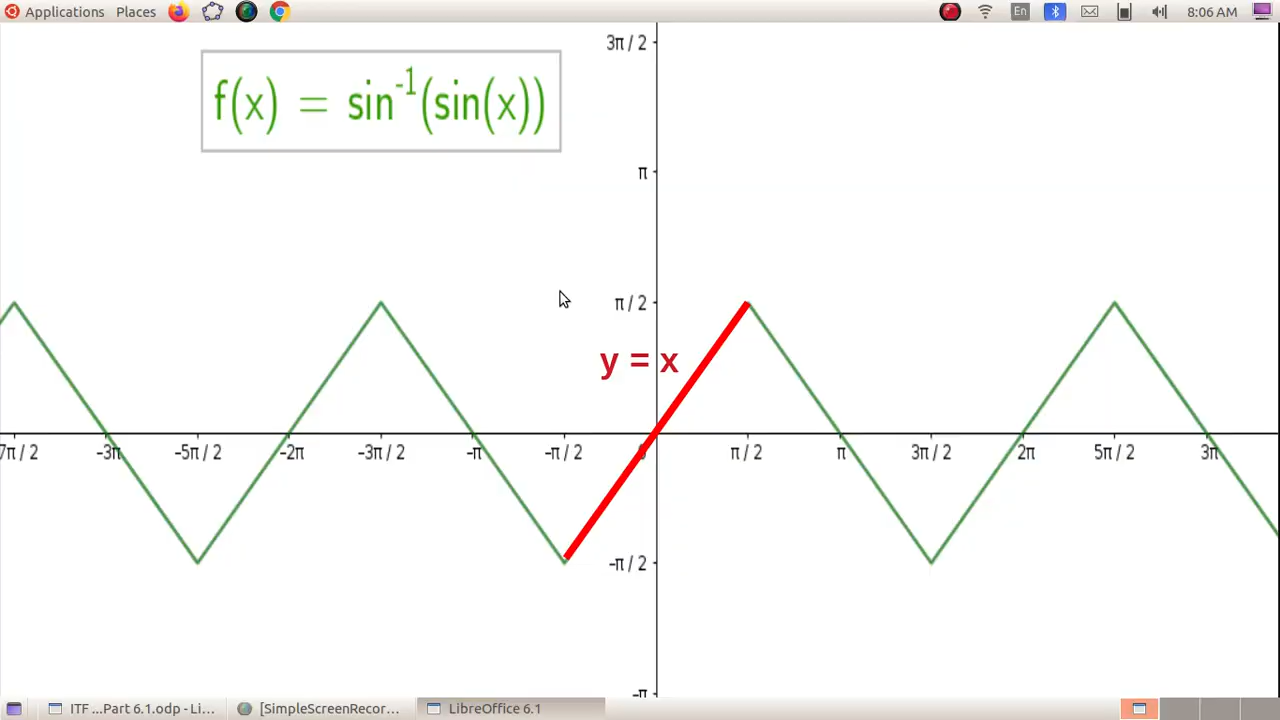 Applications Places En 8:06 AM
3π / 2
f(x) = sin⁻¹(sin(x))
π
π / 2
y = x
7π / 2 -3π -5π / 2 -2π -3π / 2 -π -π / 2 0 π / 2 π 3π / 2 2π 5π / 2 3π
-π / 2
-π
ITF ...Part 6.1.odp - Li... [SimpleScreenRecor... LibreOffice 6.1